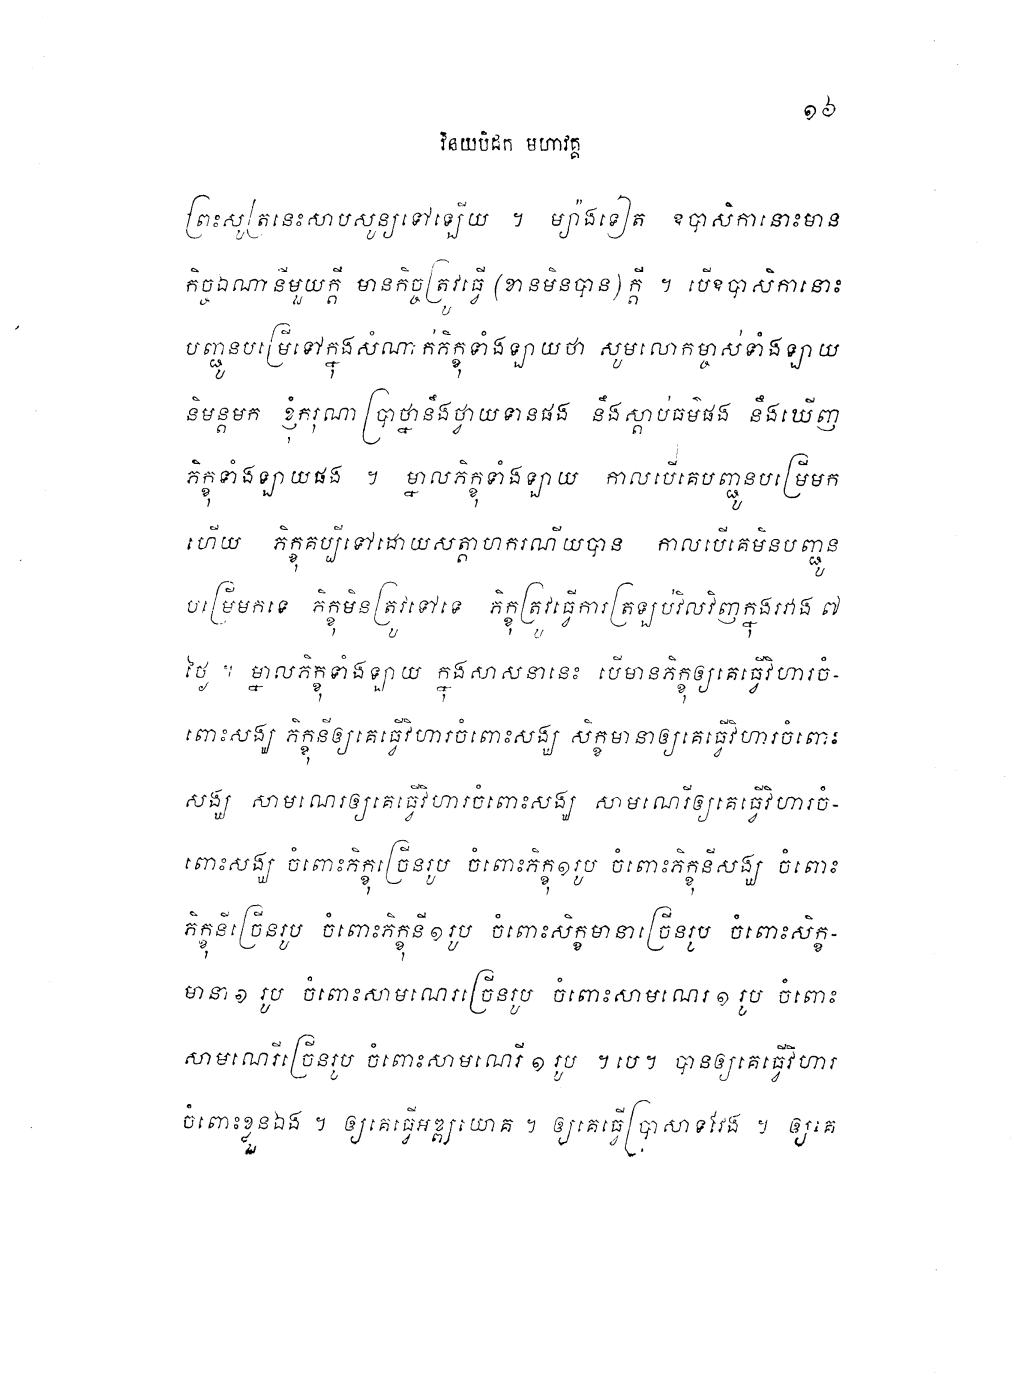 ១៦
វិនយបិដក មហាវគ្គ
ព្រះសូត្រនេះសាបសូន្យទៅឡើយ ។ ម្យ៉ាងទៀត ឧបាសិកានោះមាន
កិច្ចឯណានីមួយក្តី មានកិច្ចត្រូវធ្វើ (ខានមិនបាន) ក្តី ។ បើឧបាសិកានោះ
បញ្ជូនបម្រើទៅក្នុងសំណាក់ភិក្ខុទាំងឡាយថា សូមលោកម្ចាស់ទាំងឡាយ
និមន្តមក ខ្ញុំករុណាប្រាថ្នានឹងថ្វាយទានផង នឹងស្តាប់ធម៌ផង នឹងឃើញ
ភិក្ខុទាំងឡាយផង ។ ម្នាលភិក្ខុទាំងឡាយ កាលបើគេបញ្ជូនបម្រើមក
ហើយ ភិក្ខុគប្បីទៅដោយសត្តាហករណីយបាន កាលបើគេមិនបញ្ជូន
បម្រើមកទេ ភិក្ខុមិនត្រូវទៅទេ ភិក្ខុត្រូវធ្វើការត្រឡប់វិលវិញក្នុងរវាង ៧
ថ្ងៃ ។ ម្នាលភិក្ខុទាំងឡាយ ក្នុងសាសនានេះ បើមានភិក្ខុឲ្យគេធ្វើវិហារចំ-
ពោះសង្ឃ ភិក្ខុនីឲ្យគេធ្វើវិហារចំពោះសង្ឃ សិក្ខមានាឲ្យគេធ្វើវិហារចំពោះ
សង្ឃ សាមណេរឲ្យគេធ្វើវិហារចំពោះសង្ឃ សាមណេរីឲ្យគេធ្វើវិហារចំ-
ពោះសង្ឃ ចំពោះភិក្ខុច្រើនរូប ចំពោះភិក្ខុ១រូប ចំពោះភិក្ខុនីសង្ឃ ចំពោះ
ភិក្ខុនីច្រើនរូប ចំពោះភិក្ខុនី១រូប ចំពោះសិក្ខមានាច្រើនរូប ចំពោះសិក្ខ-
មានា១ រូប ចំពោះសាមណេរច្រើនរូប ចំពោះសាមណេរ១ រូប ចំពោះ
សាមណេរីច្រើនរូប ចំពោះសាមណេរី១ រូប ។បេ។ បានឲ្យគេធ្វើវិហារ
ចំពោះខ្លួនឯង ។ ឲ្យគេធ្វើអឌ្ឍយោគ ។ ឲ្យគេធ្វើប្រាសាទវែង ។ ឲ្យគេ